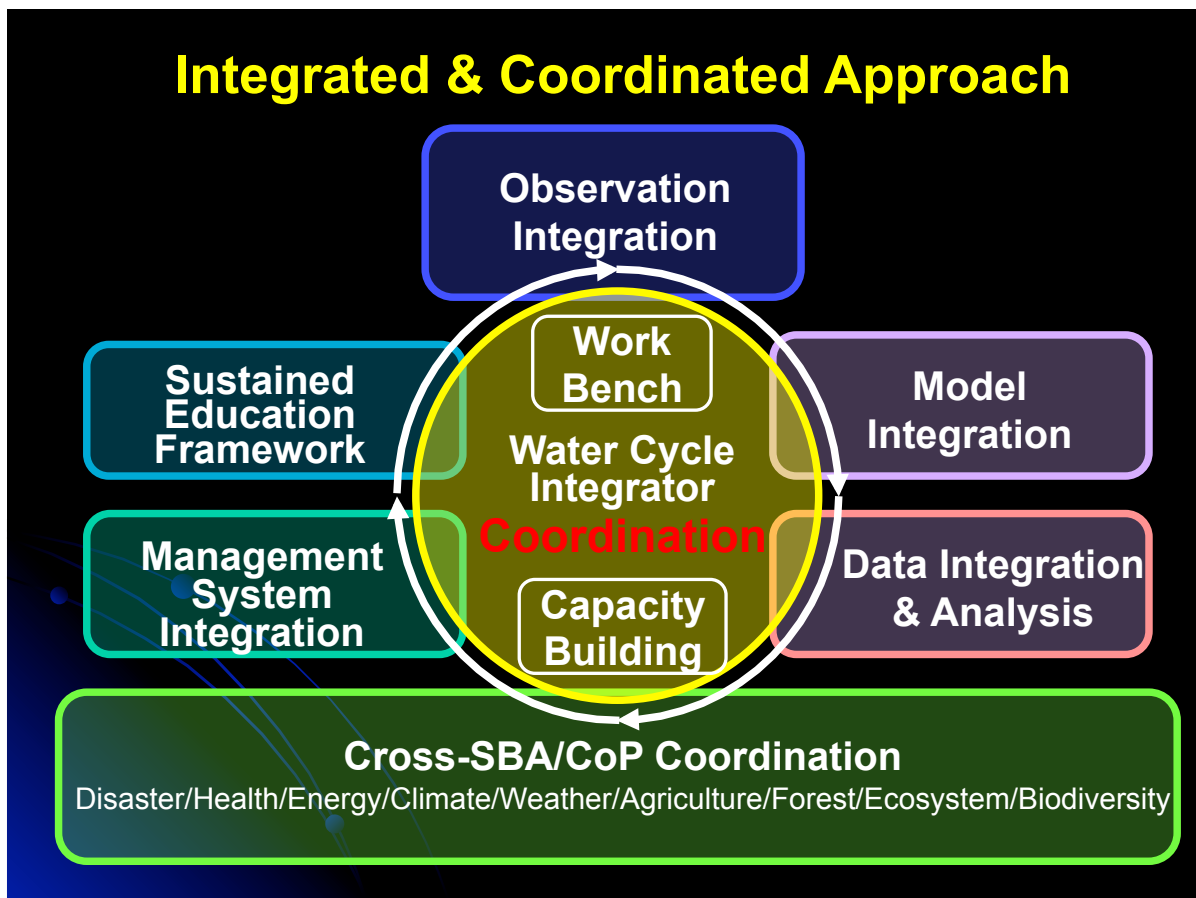 Integrated & Coordinated Approach
Observation
Integration
Work
Bench
Sustained
Education
Framework
Model
Integration
Water Cycle
Integrator
Coordination
Management
System
Integration
Data Integration
& Analysis
Capacity
Building
Cross-SBA/CoP Coordination
Disaster/Health/Energy/Climate/Weather/Agriculture/Forest/Ecosystem/Biodiversity